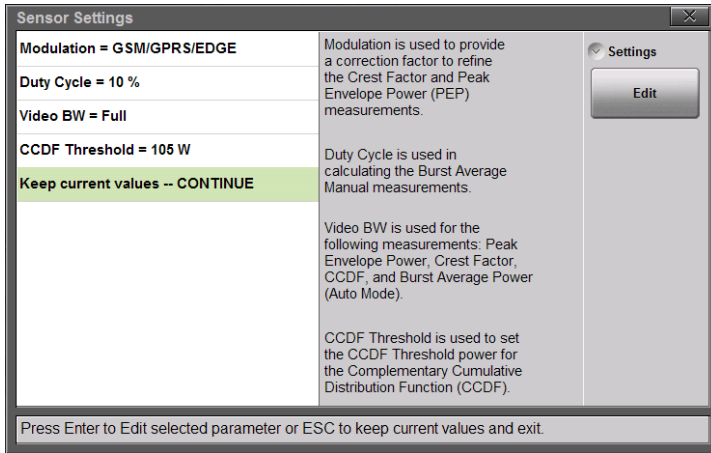 Sensor Settings
Modulation = GSM/GPRS/EDGE
Duty Cycle = 10 %
Video BW = Full
CCDF Threshold = 105 W
Keep current values -- CONTINUE
Modulation is used to provide
a correction factor to refine
the Crest Factor and Peak
Envelope Power (PEP)
measurements.
Duty Cycle is used in
calculating the Burst Average
Manual measurements.
Video BW is used for the
following measurements: Peak
Envelope Power, Crest Factor,
CCDF, and Burst Average Power
(Auto Mode).
CCDF Threshold is used to set
the CCDF Threshold power for
the Complementary Cumulative
Distribution Function (CCDF).
Settings
Edit
Press Enter to Edit selected parameter or ESC to keep current values and exit.